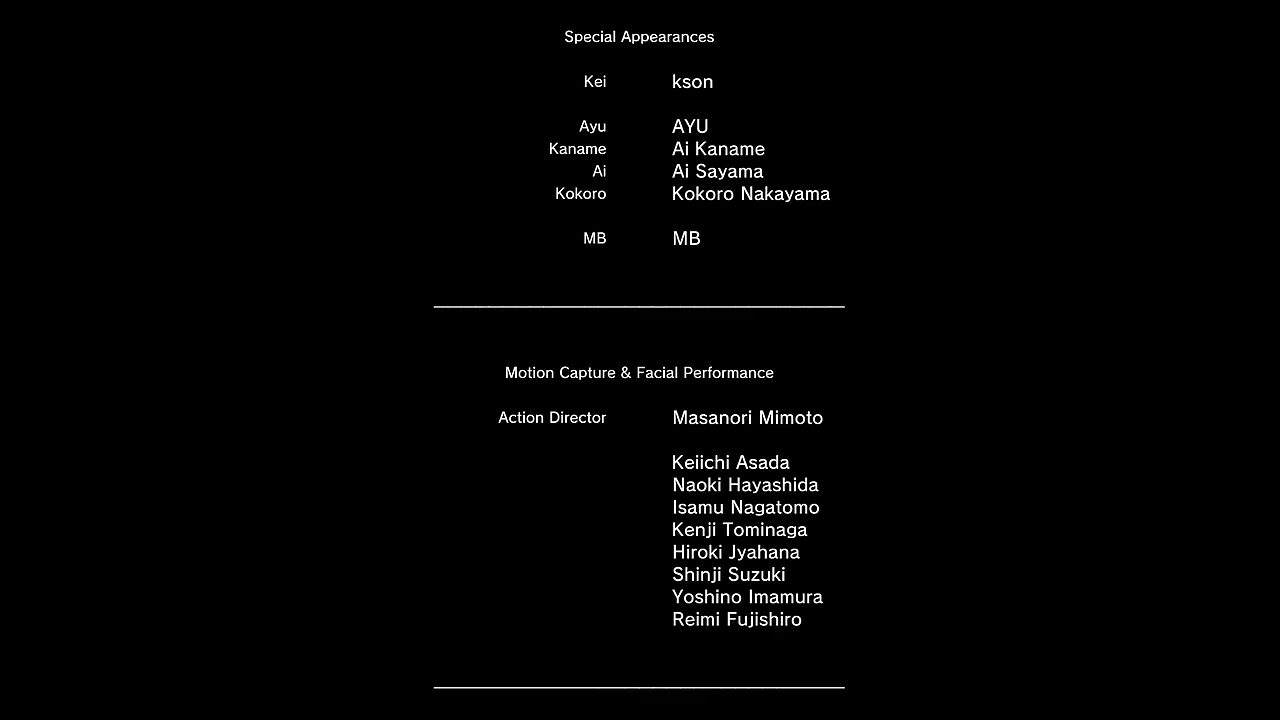 Special Appearances
Kei kson
Ayu AYU
Kaname Ai Kaname
Ai Ai Sayama
Kokoro Kokoro Nakayama
MB MB
Motion Capture & Facial Performance
Action Director Masanori Mimoto
Keiichi Asada
Naoki Hayashida
Isamu Nagatomo
Kenji Tominaga
Hiroki Jyahana
Shinji Suzuki
Yoshino Imamura
Reimi Fujishiro